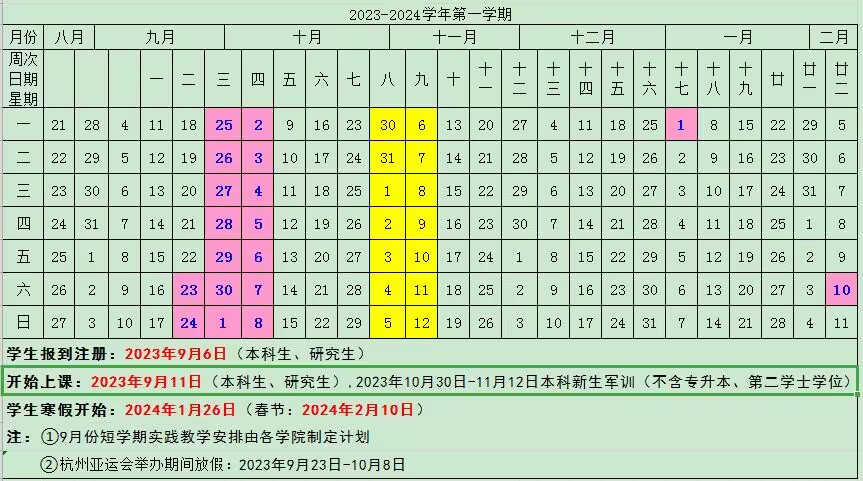 2023-2024学年第一学期
月份 八月 九月 十月 十一月 十二月 一月 二月
周次 日期 星期 一 二 三 四 五 六 七 八 九 十 十一 十二 十三 十四 十五 十六 十七 十八 十九 廿 廿一 廿二
一 21 28 4 11 18 25 2 9 16 23 30 6 13 20 27 4 11 18 25 1 8 15 22 29 5
二 22 29 5 12 19 26 3 10 17 24 31 7 14 21 28 5 12 19 26 2 9 16 23 30 6
三 23 30 6 13 20 27 4 11 18 25 1 8 15 22 29 6 13 20 27 3 10 17 24 31 7
四 24 31 7 14 21 28 5 12 19 26 2 9 16 23 30 7 14 21 28 4 11 18 25 1 8
五 25 1 8 15 22 29 6 13 20 27 3 10 17 24 1 8 15 22 29 5 12 19 26 2 9
六 26 2 9 16 23 30 7 14 21 28 4 11 18 25 2 9 16 23 30 6 13 20 27 3 10
日 27 3 10 17 24 1 8 15 22 29 5 12 19 26 3 10 17 24 31 7 14 21 28 4 11
学生报到注册：2023年9月6日（本科生、研究生）
开始上课：2023年9月11日（本科生、研究生）,2023年10月30日-11月12日本科新生军训（不含专升本、第二学士学位）
学生寒假开始：2024年1月26日（春节：2024年2月10日）
注：①9月份短学期实践教学安排由各学院制定计划
②杭州亚运会举办期间放假：2023年9月23日-10月8日